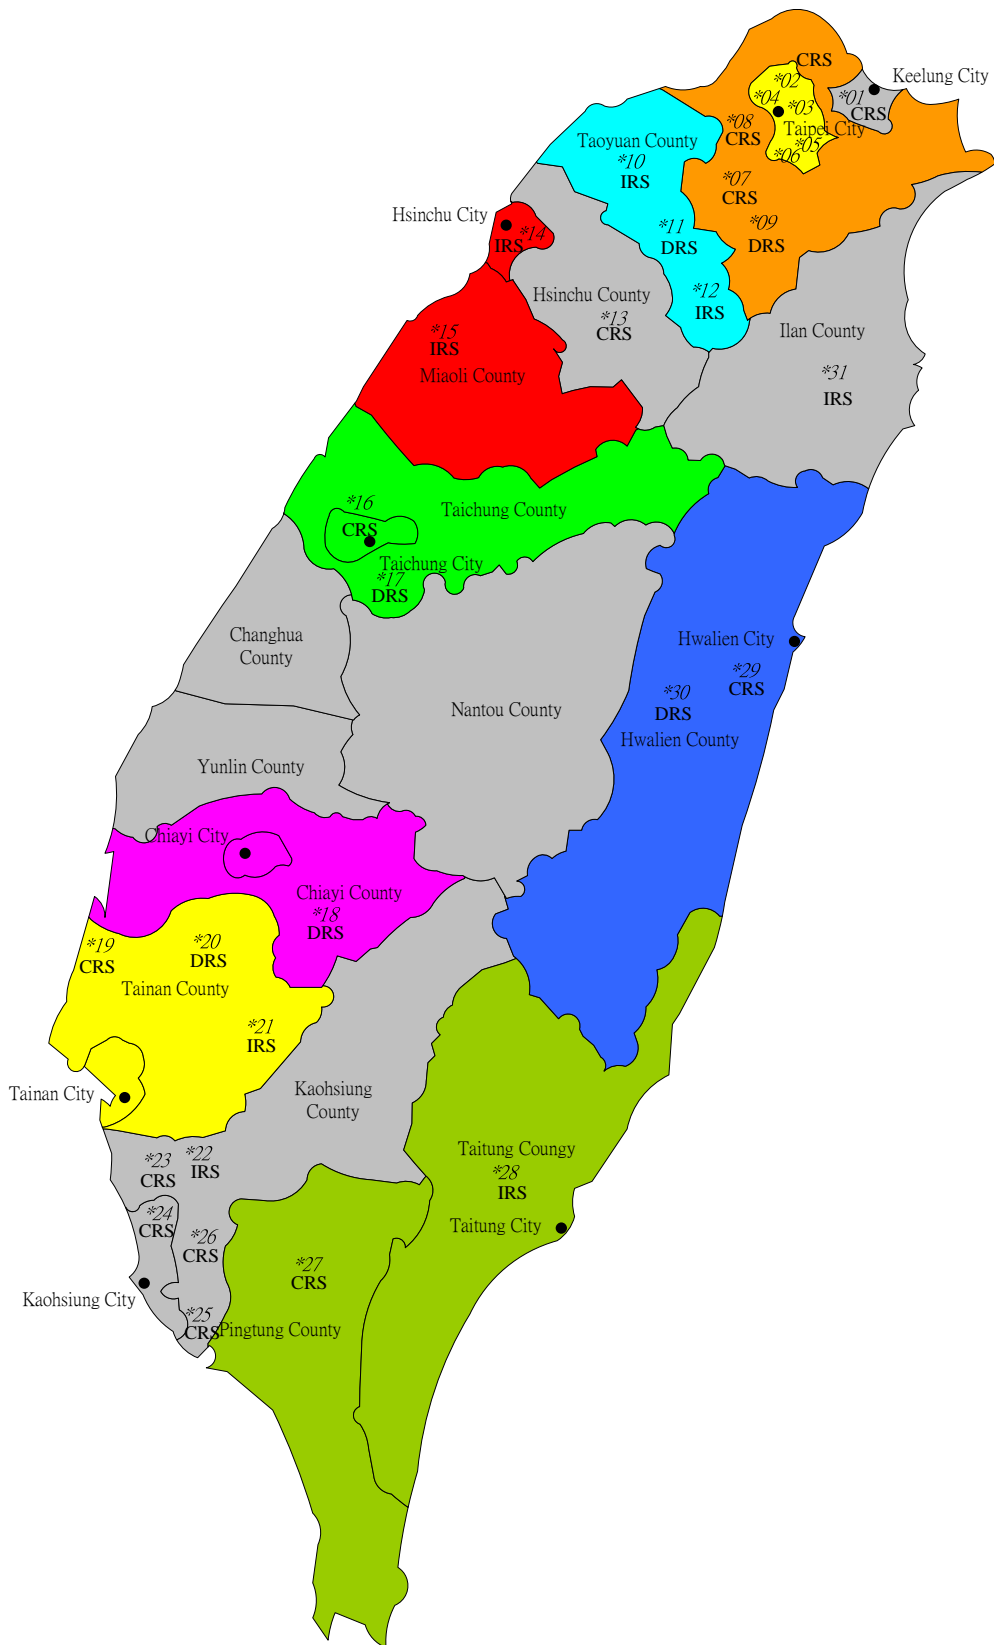 CRS
Keelung City
*02
*04
*03
*01
CRS
*08
CRS
Taipei City
*05
*06
Taoyuan County
*10
IRS
*07
CRS
Hsinchu City
*14
IRS
*11
DRS
*09
DRS
*12
IRS
Hsinchu County
*13
CRS
Ilan County
*31
IRS
*15
IRS
Miaoli County
*16
CRS
Taichung County
Taichung City
*17
DRS
Changhua
County
Hwalien City
*29
CRS
*30
DRS
Hwalien County
Nantou County
Yunlin County
Chiayi City
Chiayi County
*18
DRS
*19
CRS
*20
DRS
Tainan County
*21
IRS
Tainan City
Kaohsiung
County
Taitung Coungy
*28
IRS
Taitung City
*23
CRS
*22
IRS
*24
CRS
*26
CRS
*27
CRS
Kaohsiung City
*25
CRS
Pingtung County